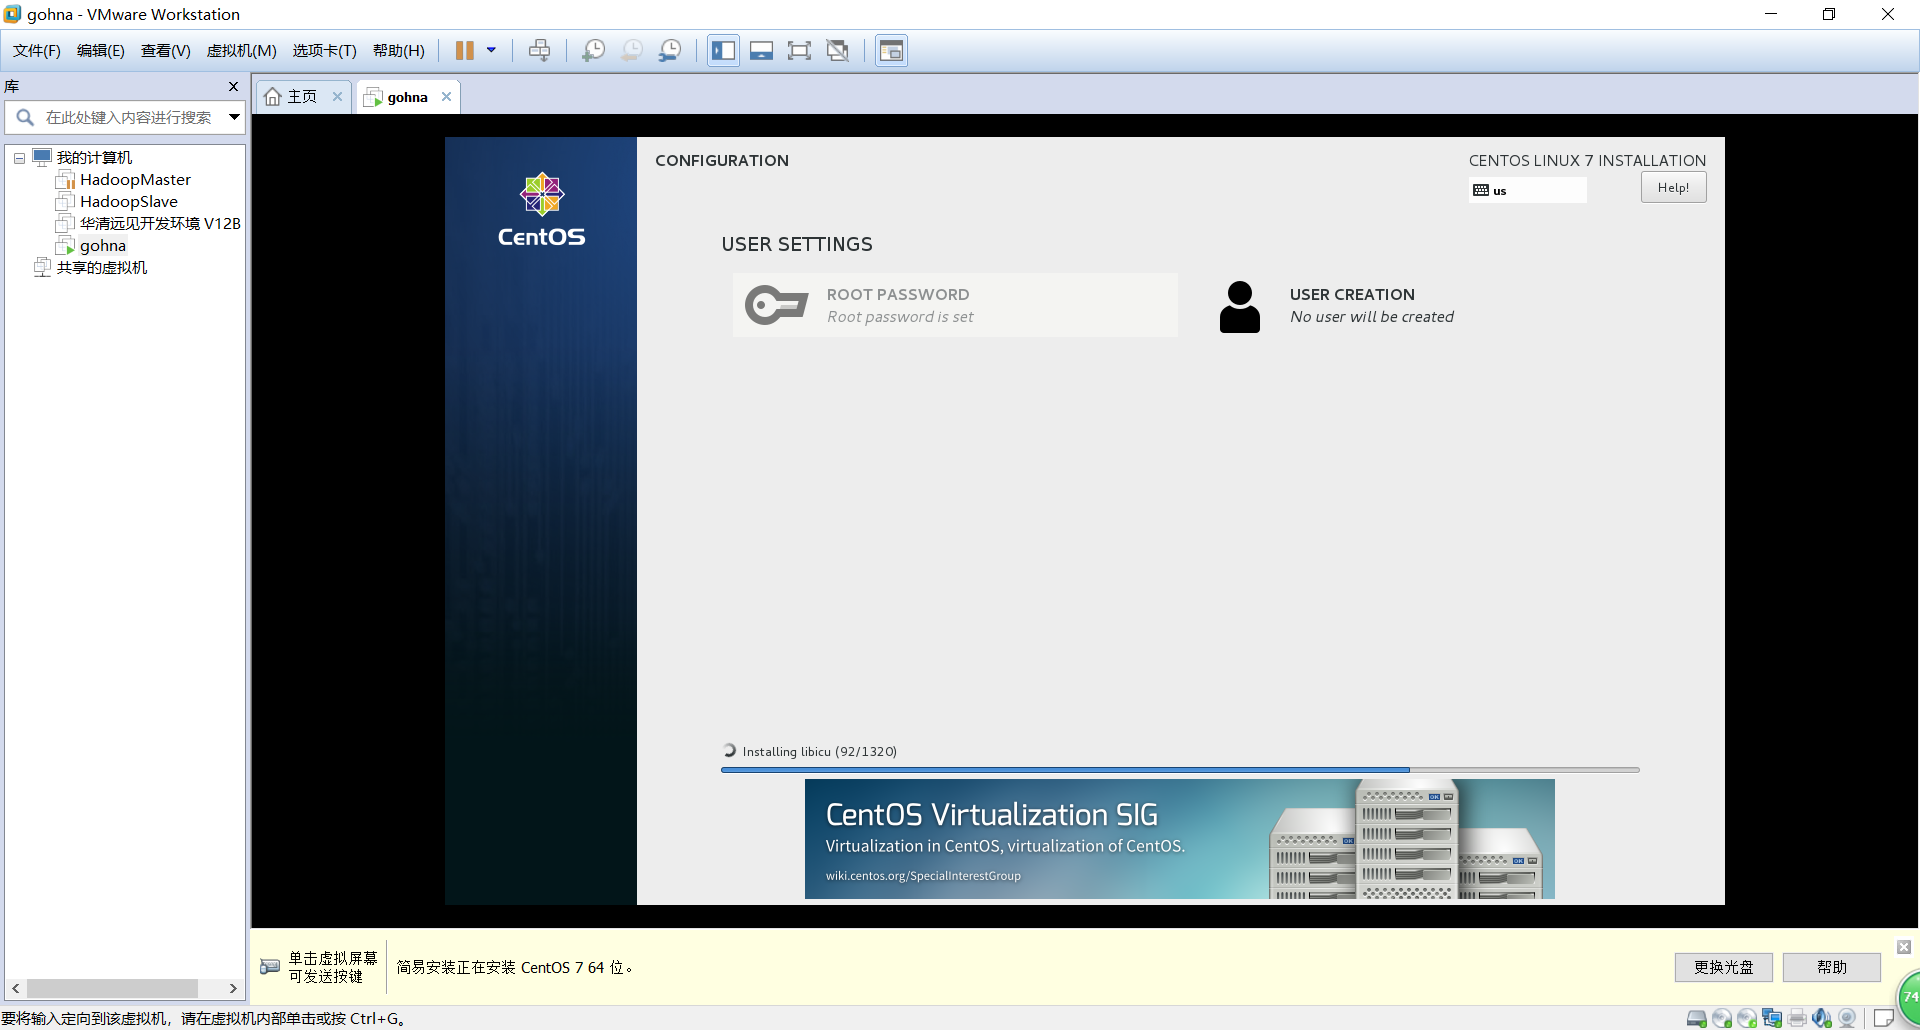 gohna - VMware Workstation
文件(F) 编辑(E) 查看(V) 虚拟机(M) 选项卡(T) 帮助(H)
库
在此处键入内容进行搜索
我的计算机
HadoopMaster
HadoopSlave
华清远见开发环境 V12B
gohna
共享的虚拟机
主页
gohna
CentOS
CONFIGURATION
CENTOS LINUX 7 INSTALLATION
us
Help!
USER SETTINGS
ROOT PASSWORD
Root password is set
USER CREATION
No user will be created
Installing libicu (92/1320)
CentOS Virtualization SIG
Virtualization in CentOS, virtualization of CentOS.
wiki.centos.org/SpecialInterestGroup
单击虚拟屏幕
可发送按键
简易安装正在安装 CentOS 7 64 位。
更换光盘
帮助
74
要将输入定向到该虚拟机，请在虚拟机内部单击或按 Ctrl+G。